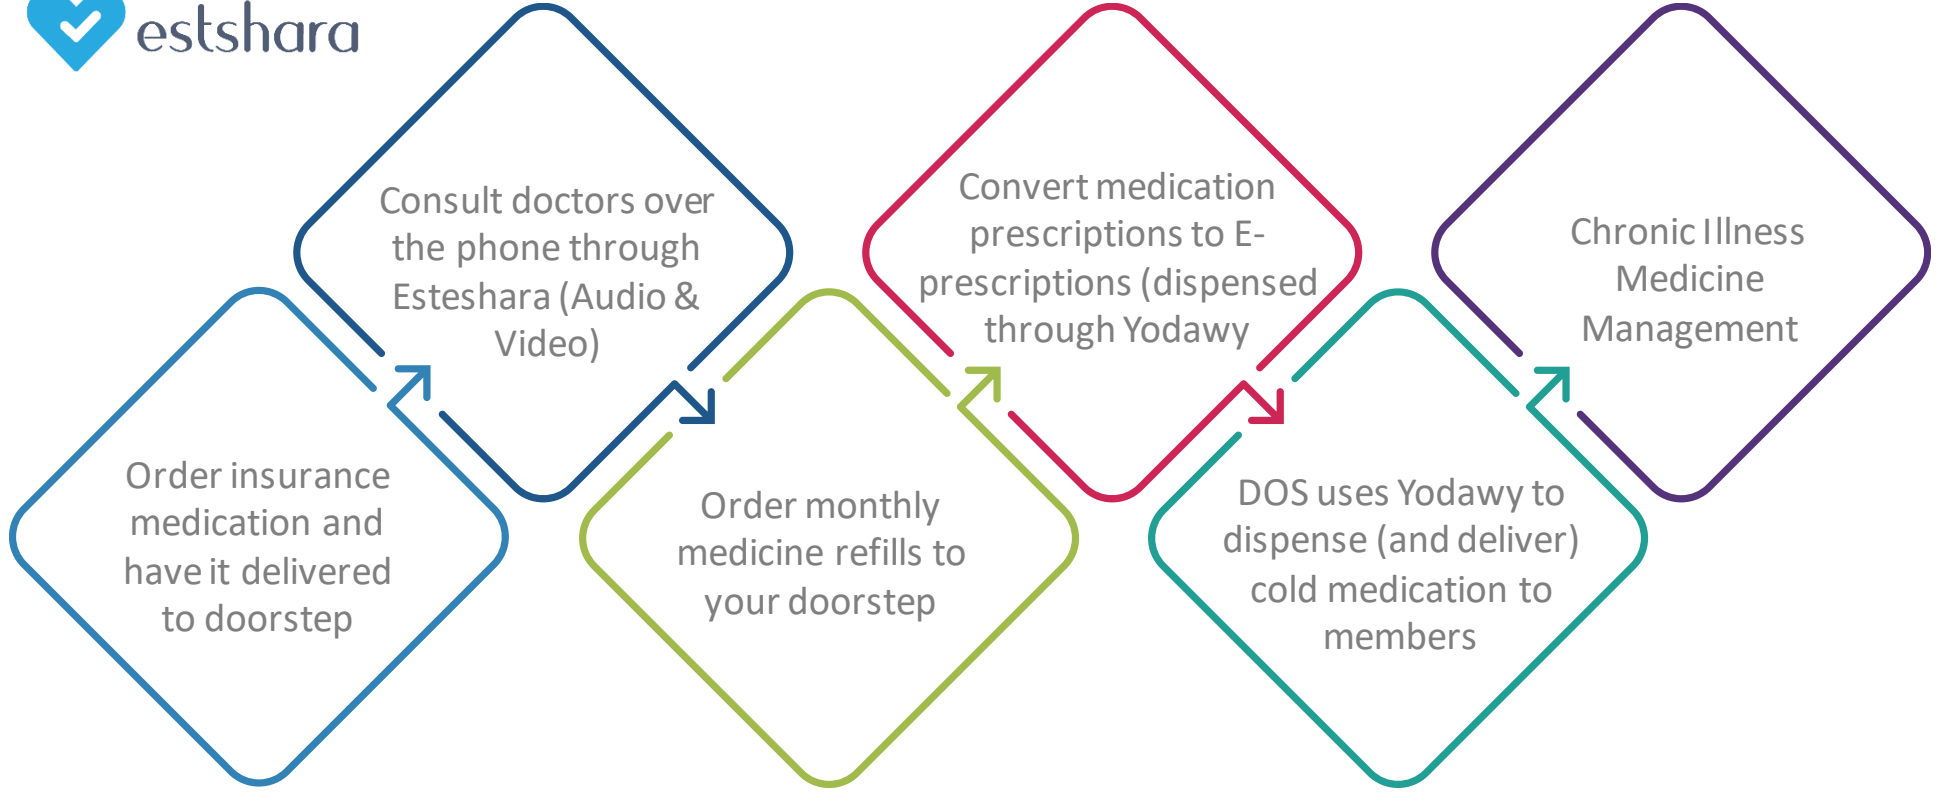 estshara
Order insurance
medication and
have it delivered
to doorstep
Consult doctors over
the phone through
Esteshara (Audio &
Video)
Order monthly
medicine refills to
your doorstep
Convert medication
prescriptions to E-
prescriptions (dispensed
through Yodawy
DOS uses Yodawy to
dispense (and deliver)
cold medication to
members
Chronic Illness
Medicine
Management